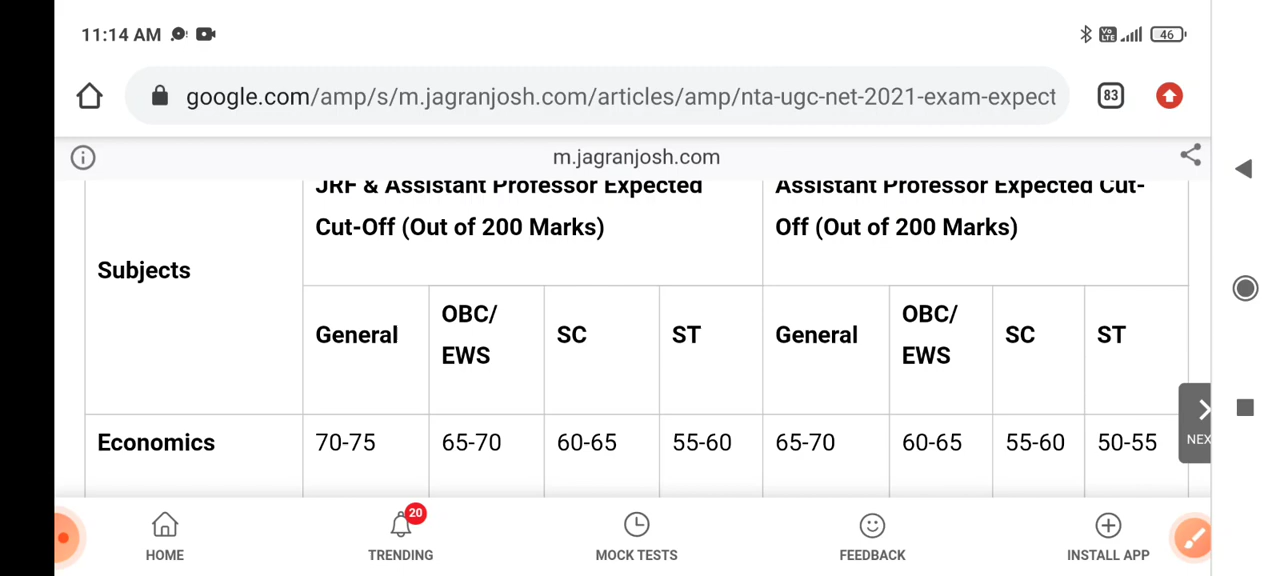 11:14 AM
46
google.com/amp/s/m.jagranjosh.com/articles/amp/nta-ugc-net-2021-exam-expect
83
m.jagranjosh.com
JRF & Assistant Professor Expected
Cut-Off (Out of 200 Marks)
Assistant Professor Expected Cut-
Off (Out of 200 Marks)
Subjects
General
OBC/
EWS
SC
ST
General
OBC/
EWS
SC
ST
Economics 70-75 65-70 60-65 55-60 65-70 60-65 55-60 50-55
NEX
20
HOME TRENDING MOCK TESTS FEEDBACK INSTALL APP